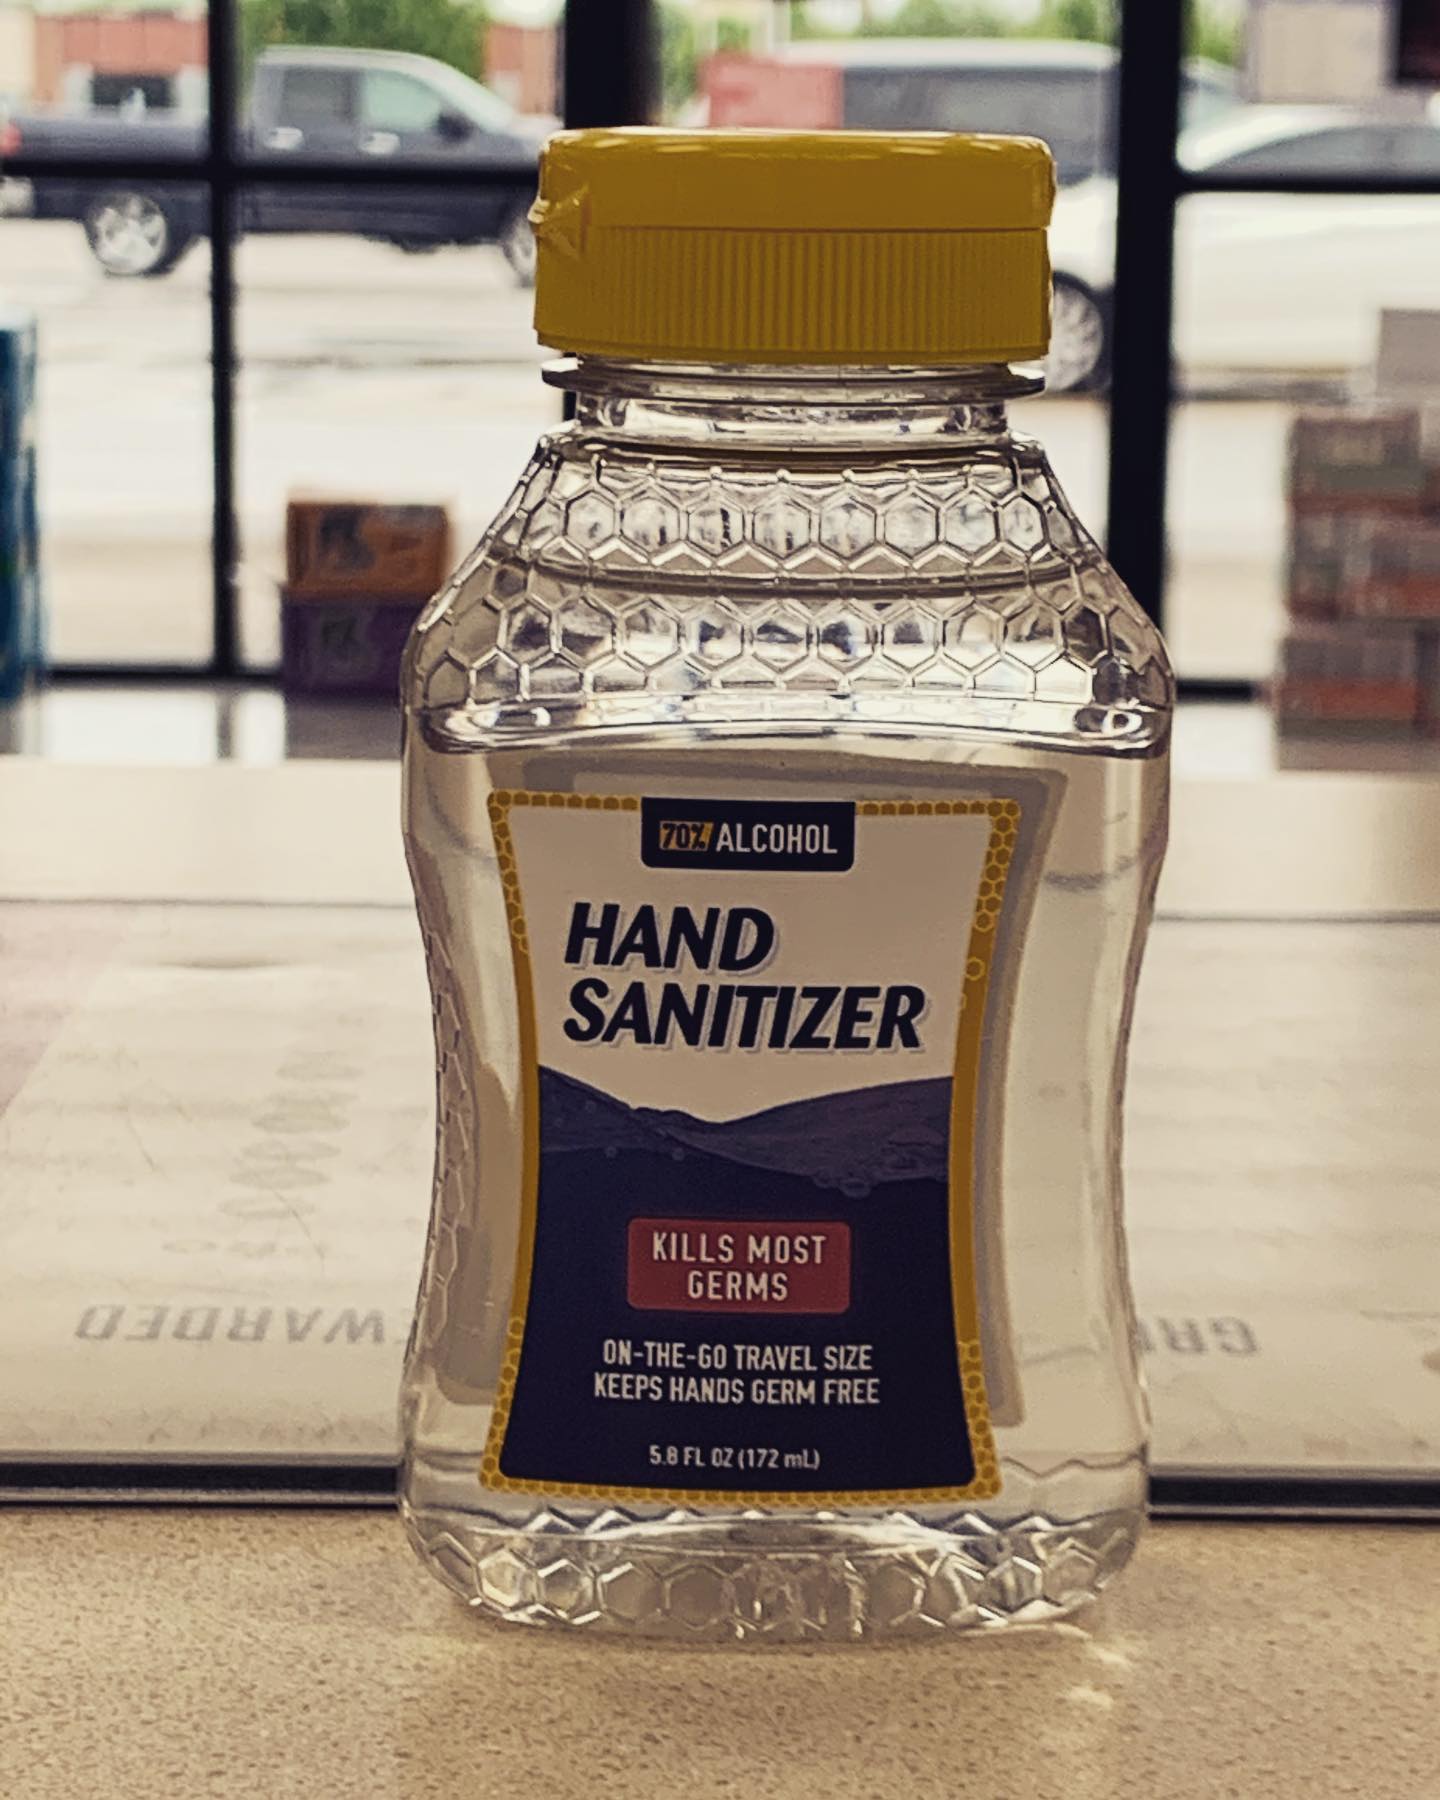 70% ALCOHOL
HAND
SANITIZER
KILLS MOST
GERMS
ON-THE-GO TRAVEL SIZE
KEEPS HANDS GERM FREE
5.8 FL OZ (172 mL)